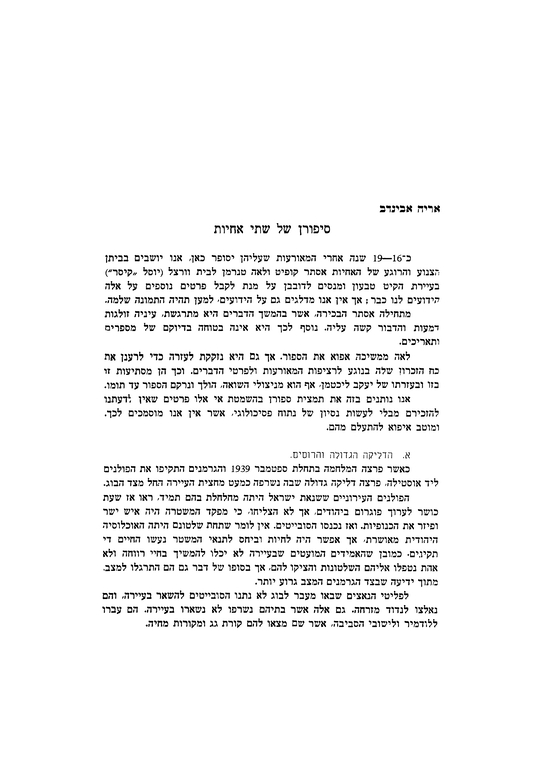 אריה אבינדב
סיפורן של שתי אחיות
כ־16—19 שנה אחרי המאורעות שעליהן יסופר כאן, אנו יושבים בביתן
הצנוע והרוגע של האחיות אסתר קופיט ולאה טנרמן לבית וורצל (יוסל „קיסר”)
בעיירת הקיט טבעון ומנסים לדובבן על מנת לקבל פרטים נוספים על אלה
הידועים לנו כבר; אך אין אנו מדלגים גם על הידועים, למען תהיה התמונה שלמה.
מתחילה אסתר הבכירה, אשר בהמשך הדברים היא מתרגשת, עיניה זולגות
דמעות והדבור קשה עליה. נוסף לכך היא אינה בטוחה בדיוקם של מספרים
ותאריכים.
לאה ממשיכה אפוא את הספור. אך גם היא נזקקת לעזרה כדי לרענן את
כח הזכרון שלה בנוגע לרציפות המאורעות ולפרטי הדברים. וכך הן מסתיעות זו
בזו ובעזרתו של יעקב ליכטמן, אף הוא מניצולי השואה, הולך ונרקם הספור עד תומו.
אנו נותנים בזה את תמצית ספורן בהשמטת אי אלו פרטים שאין לדעתנו
להזכירם מבלי לעשות נסיון של נתוח פסיכולוגי, אשר אין אנו מוסמכים לכך.
ומוטב איפוא להתעלם מהם.
א. הדליקה הגדולה והרוסים.
כאשר פרצה המלחמה בתחלת ספטמבר 1939 והגרמנים התקיפו את הפולנים
ליד אוסטילה, פרצה דליקה גדולה שבה נשרפה כמעט מחצית העיירה החל מצד הבוג.
הפולנים העירוניים ששנאת ישראל היתה מחלחלת בהם תמיד, ראו אז שעת
כושר לערוך פוגרום ביהודים, אך לא הצליחו, כי מפקד המשטרה היה איש ישר
ופיזר את הכנופיות. ואז נכנסו הסובייטים. אין לומר שתחת שלטונם היתה האוכלוסיה
היהודית מאושרת, אך אפשר היה לחיות וביחס לתנאי המשטר נעשו החיים די
תקינים. כמובן שהאמידים המועטים שבעיירה לא יכלו להמשיך בחיי רווחה ולא
אחת נטפלו אליהם השלטונות והציקו להם, אך בסופו של דבר גם הם התרגלו למצב,
מתוך ידיעה שבצד הגרמנים המצב גרוע יותר.
לפליטי הנאצים שבאו מעבר לבוג לא נתנו הסובייטים להשאר בעיירה, והם
נאלצו לנדוד מזרחה. גם אלה אשר בתיהם נשרפו לא נשארו בעיירה. הם עברו
ללודמיר ולישובי הסביבה, אשר שם מצאו להם קורת גג ומקורות מחיה.